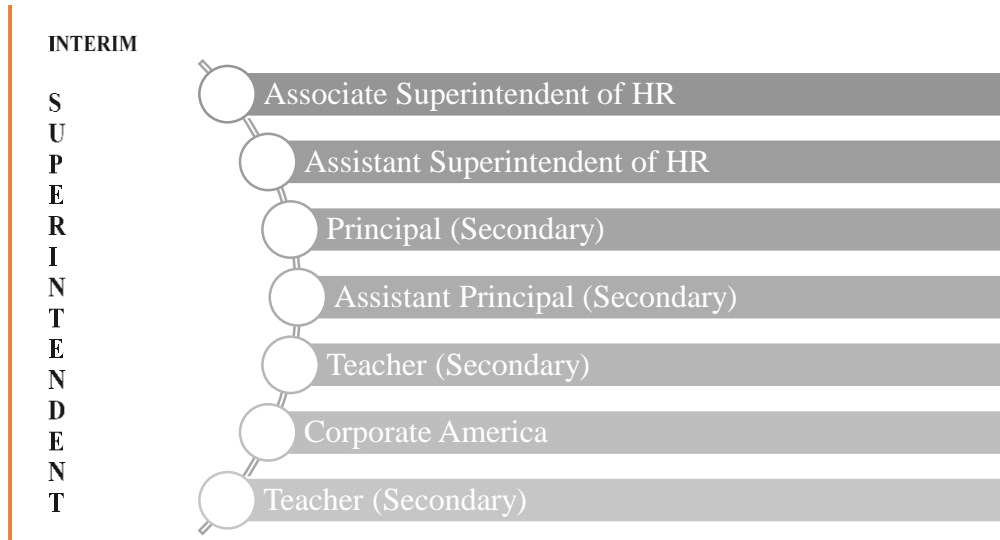 INTERIM
S
U
P
E
R
I
N
T
E
N
D
E
N
T
Associate Superintendent of HR
Assistant Superintendent of HR
Principal (Secondary)
Assistant Principal (Secondary)
Teacher (Secondary)
Corporate America
Teacher (Secondary)